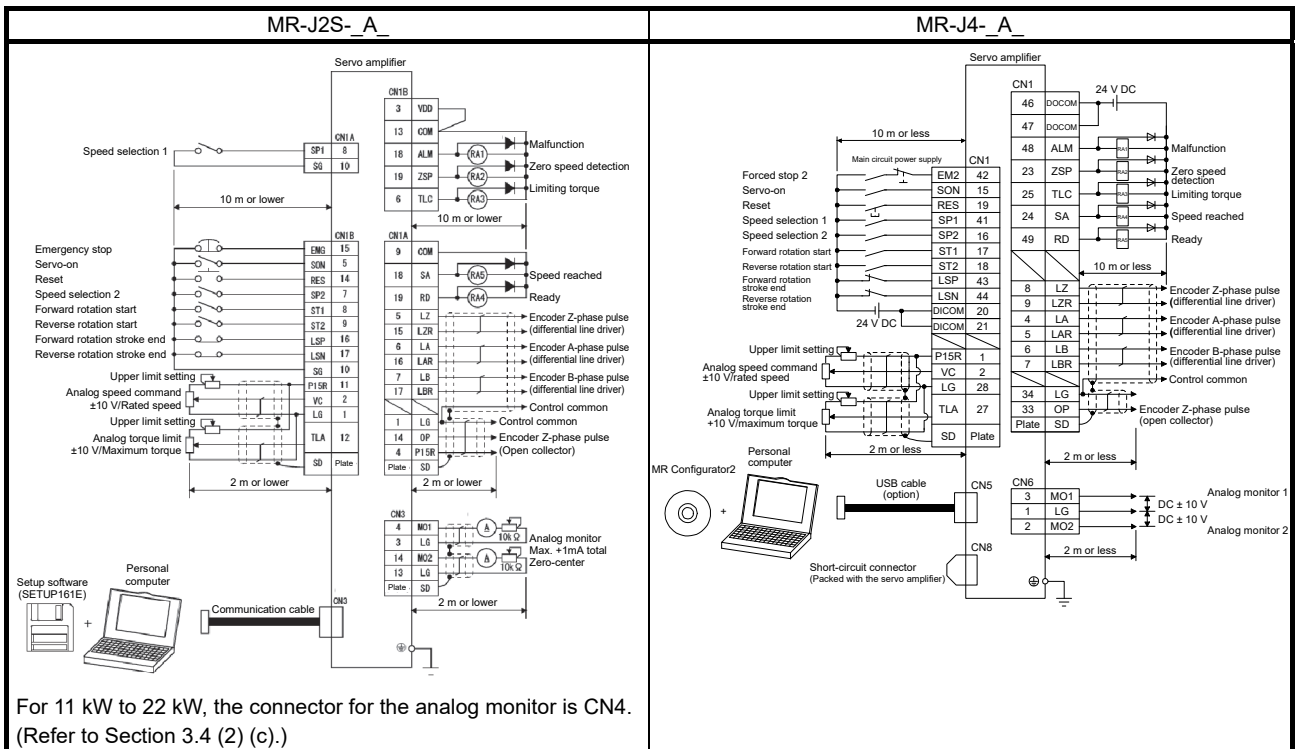 MR-J2S-_A_
Servo amplifier
CN1B
3 VDD
13 COM
18 ALM RA1 Malfunction
19 ZSP RA2 Zero speed detection
6 TLC RA3 Limiting torque
10 m or lower
CN1A
Speed selection 1 SP1 8
SG 10
10 m or lower
CN1B
Emergency stop EMG 15
Servo-on SON 5
Reset RES 14
Speed selection 2 SP2 7
Forward rotation start ST1 8
Reverse rotation start ST2 9
Forward rotation stroke end LSP 16
Reverse rotation stroke end LSN 17
SG 10
Upper limit setting P15R 11
Analog speed command VC 2
±10 V/Rated speed LG 1
Upper limit setting
Analog torque limit TLA 12
±10 V/Maximum torque
SD Plate
2 m or lower
CN1A
9 COM
18 SA RA5 Speed reached
19 RD RA4 Ready
5 LZ Encoder Z-phase pulse
15 LZR (differential line driver)
6 LA Encoder A-phase pulse
16 LAR (differential line driver)
7 LB Encoder B-phase pulse
17 LBR (differential line driver)
Control common
1 LG Control common
14 OP Encoder Z-phase pulse
4 P15R (Open collector)
Plate SD
2 m or lower
CN3
4 MO1 A 10kΩ
3 LG Analog monitor
14 MO2 A 10kΩ Max. +1mA total
13 LG Zero-center
Plate SD
2 m or lower
Setup software
(SETUP161E)
+
Personal
computer
Communication cable CN3
For 11 kW to 22 kW, the connector for the analog monitor is CN4.
(Refer to Section 3.4 (2) (c).)
MR-J4-_A_
Servo amplifier
CN1
24 V DC
46 DOCOM
47 DOCOM
48 ALM RA1 Malfunction
23 ZSP RA2 Zero speed
detection
25 TLC RA3 Limiting torque
24 SA RA4 Speed reached
49 RD RA5 Ready
10 m or less
10 m or less
Main circuit power supply
CN1
Forced stop 2 EM2 42
Servo-on SON 15
Reset RES 19
Speed selection 1 SP1 41
Speed selection 2 SP2 16
Forward rotation start ST1 17
Reverse rotation start ST2 18
Forward rotation
stroke end LSP 43
Reverse rotation
stroke end LSN 44
DICOM 20
24 V DC DICOM 21
Upper limit setting P15R 1
Analog speed command VC 2
±10 V/rated speed LG 28
Upper limit setting
Analog torque limit TLA 27
+10 V/maximum torque
SD Plate
2 m or less
8 LZ Encoder Z-phase pulse
9 LZR (differential line driver)
4 LA Encoder A-phase pulse
5 LAR (differential line driver)
6 LB Encoder B-phase pulse
7 LBR (differential line driver)
Control common
34 LG
33 OP Encoder Z-phase pulse
Plate SD (open collector)
2 m or less
MR Configurator2
+
Personal
computer
USB cable
(option)
CN5
CN8
Short-circuit connector
(Packed with the servo amplifier)
CN6
3 MO1 Analog monitor 1
DC ± 10 V
1 LG
DC ± 10 V
2 MO2 Analog monitor 2
2 m or less